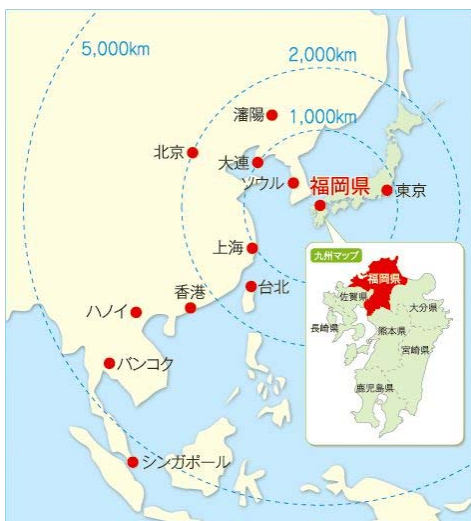 5,000km
2,000km
1,000km
瀋陽
北京
大連
ソウル
福岡県
東京
上海
台北
香港
ハノイ
バンコク
シンガポール
九州マップ
福岡県
佐賀県
大分県
長崎県
熊本県
宮崎県
鹿児島県